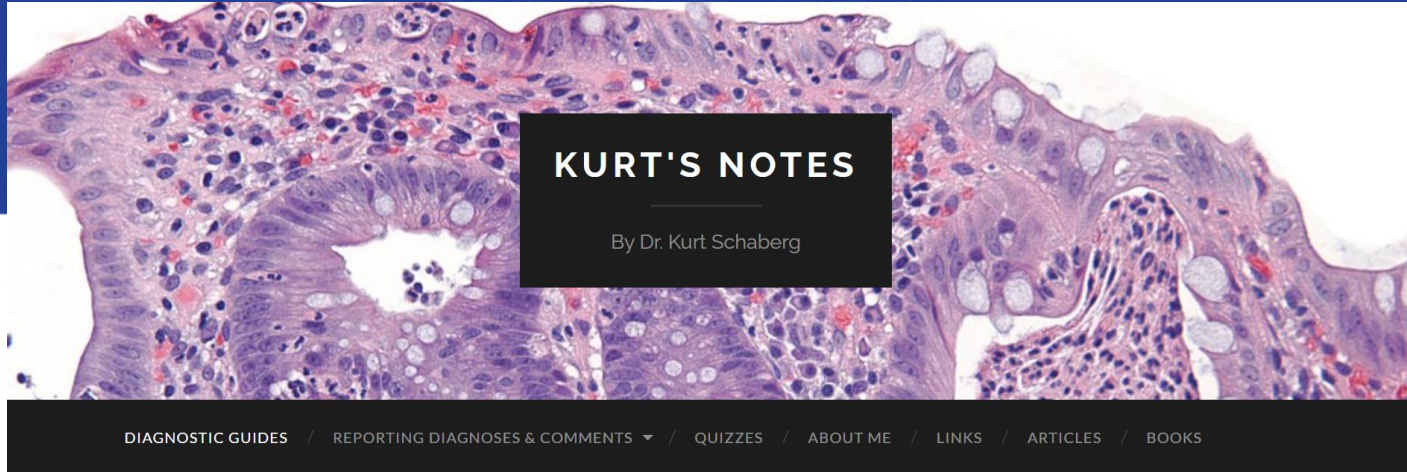 KURT'S NOTES
By Dr. Kurt Schaberg
DIAGNOSTIC GUIDES / REPORTING DIAGNOSES & COMMENTS / QUIZZES / ABOUT ME / LINKS / ARTICLES / BOOKS